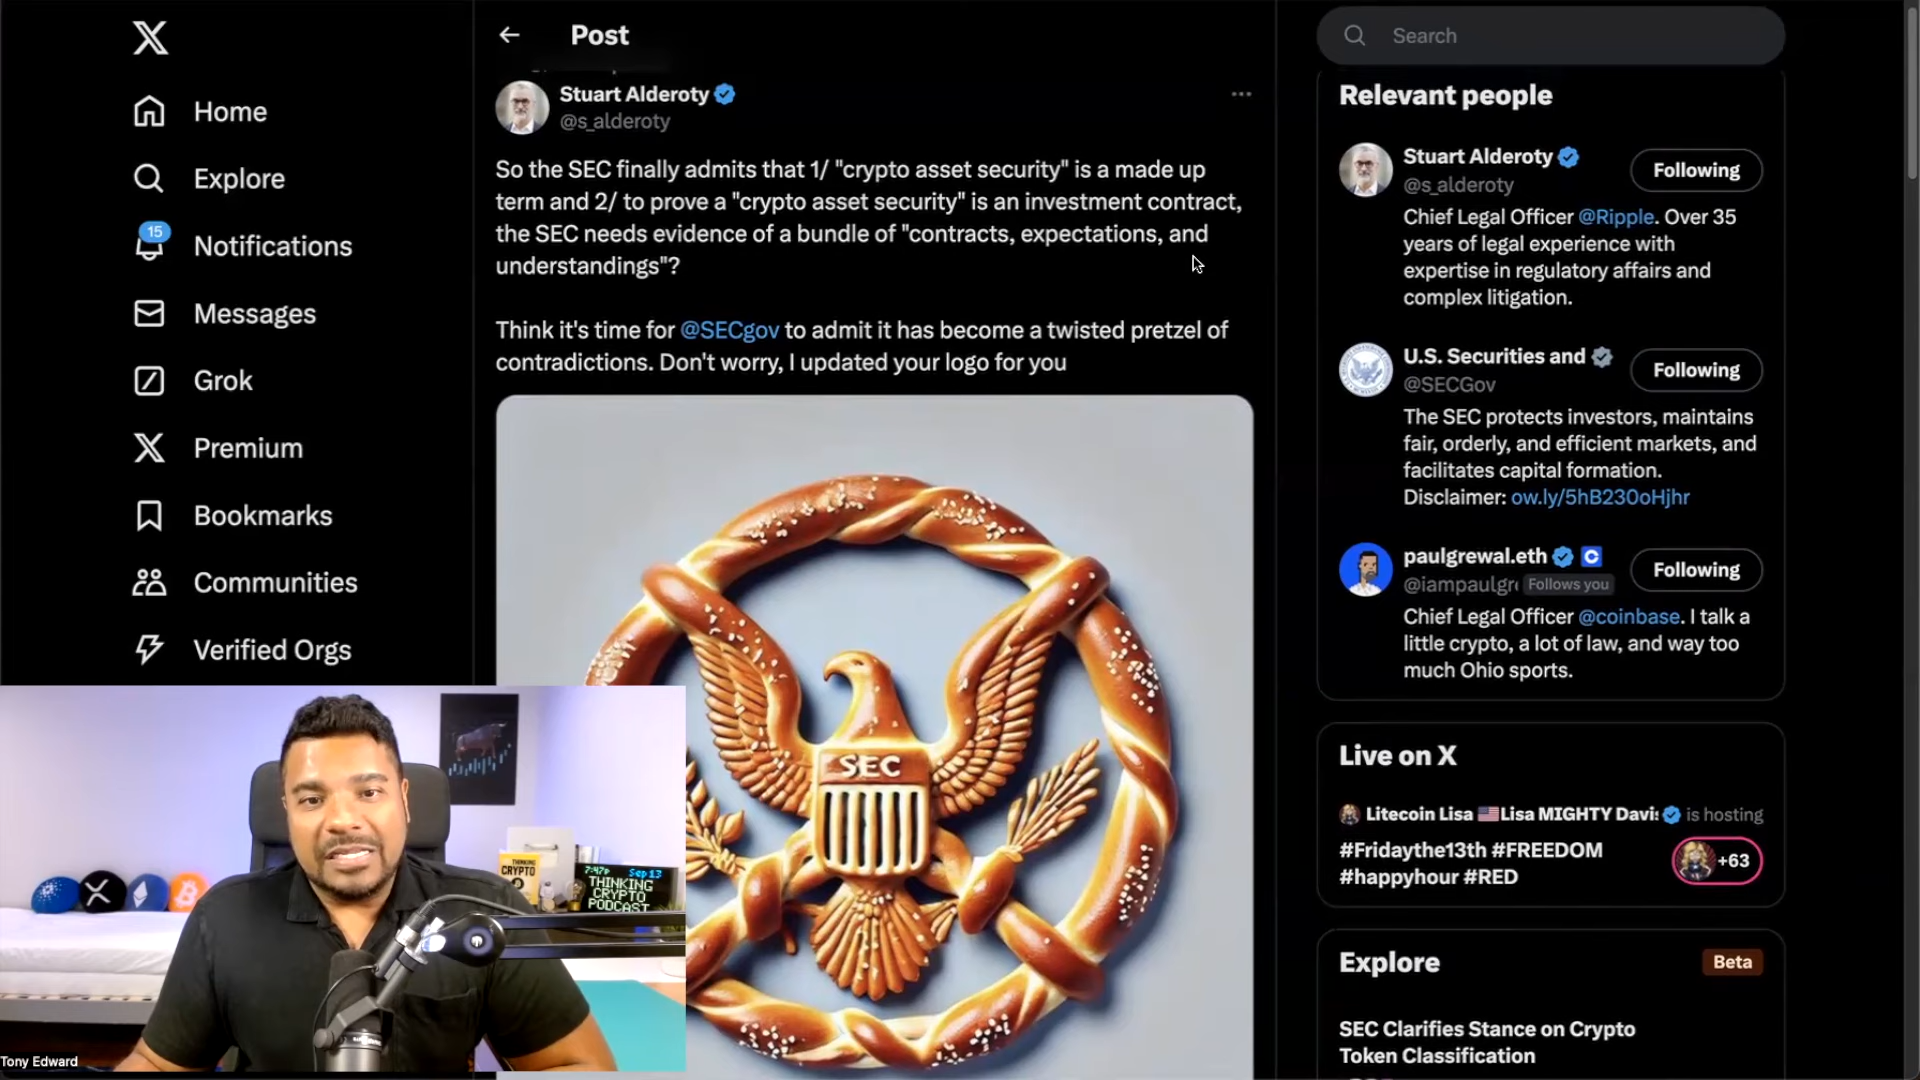 Home
Explore
15
Notifications
Messages
Grok
Premium
Bookmarks
Communities
Verified Orgs
Post
Stuart Alderoty
@s_alderoty
So the SEC finally admits that 1/ "crypto asset security" is a made up
term and 2/ to prove a "crypto asset security" is an investment contract,
the SEC needs evidence of a bundle of "contracts, expectations, and
understandings"?
Think it's time for @SECgov to admit it has become a twisted pretzel of
contradictions. Don't worry, I updated your logo for you
SEC
THINKING
CRYPTO
7:47P Sep 13
THINKING
CRYPTO
PODCAST
Tony Edward
Search
Relevant people
Stuart Alderoty
Following
@s_alderoty
Chief Legal Officer @Ripple. Over 35
years of legal experience with
expertise in regulatory affairs and
complex litigation.
U.S. Securities and
Following
@SECGov
The SEC protects investors, maintains
fair, orderly, and efficient markets, and
facilitates capital formation.
Disclaimer: ow.ly/5hB230oHjhr
paulgrewal.eth
Following
@iampaulgr Follows you
Chief Legal Officer @coinbase. I talk a
little crypto, a lot of law, and way too
much Ohio sports.
Live on X
Litecoin Lisa 🇺🇸Lisa MIGHTY Davi: is hosting
#Fridaythe13th #FREEDOM
#happyhour #RED
+63
Explore
Beta
SEC Clarifies Stance on Crypto
Token Classification